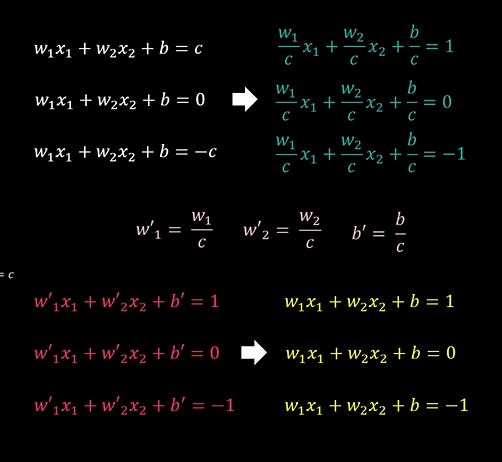 w₁x₁ + w₂x₂ + b = c
w₁/c x₁ + w₂/c x₂ + b/c = 1
w₁x₁ + w₂x₂ + b = 0
w₁/c x₁ + w₂/c x₂ + b/c = 0
w₁x₁ + w₂x₂ + b = −c
w₁/c x₁ + w₂/c x₂ + b/c = −1
w′₁ = w₁/c w′₂ = w₂/c b′ = b/c
= c
w′₁x₁ + w′₂x₂ + b′ = 1
w₁x₁ + w₂x₂ + b = 1
w′₁x₁ + w′₂x₂ + b′ = 0
w₁x₁ + w₂x₂ + b = 0
w′₁x₁ + w′₂x₂ + b′ = −1
w₁x₁ + w₂x₂ + b = −1